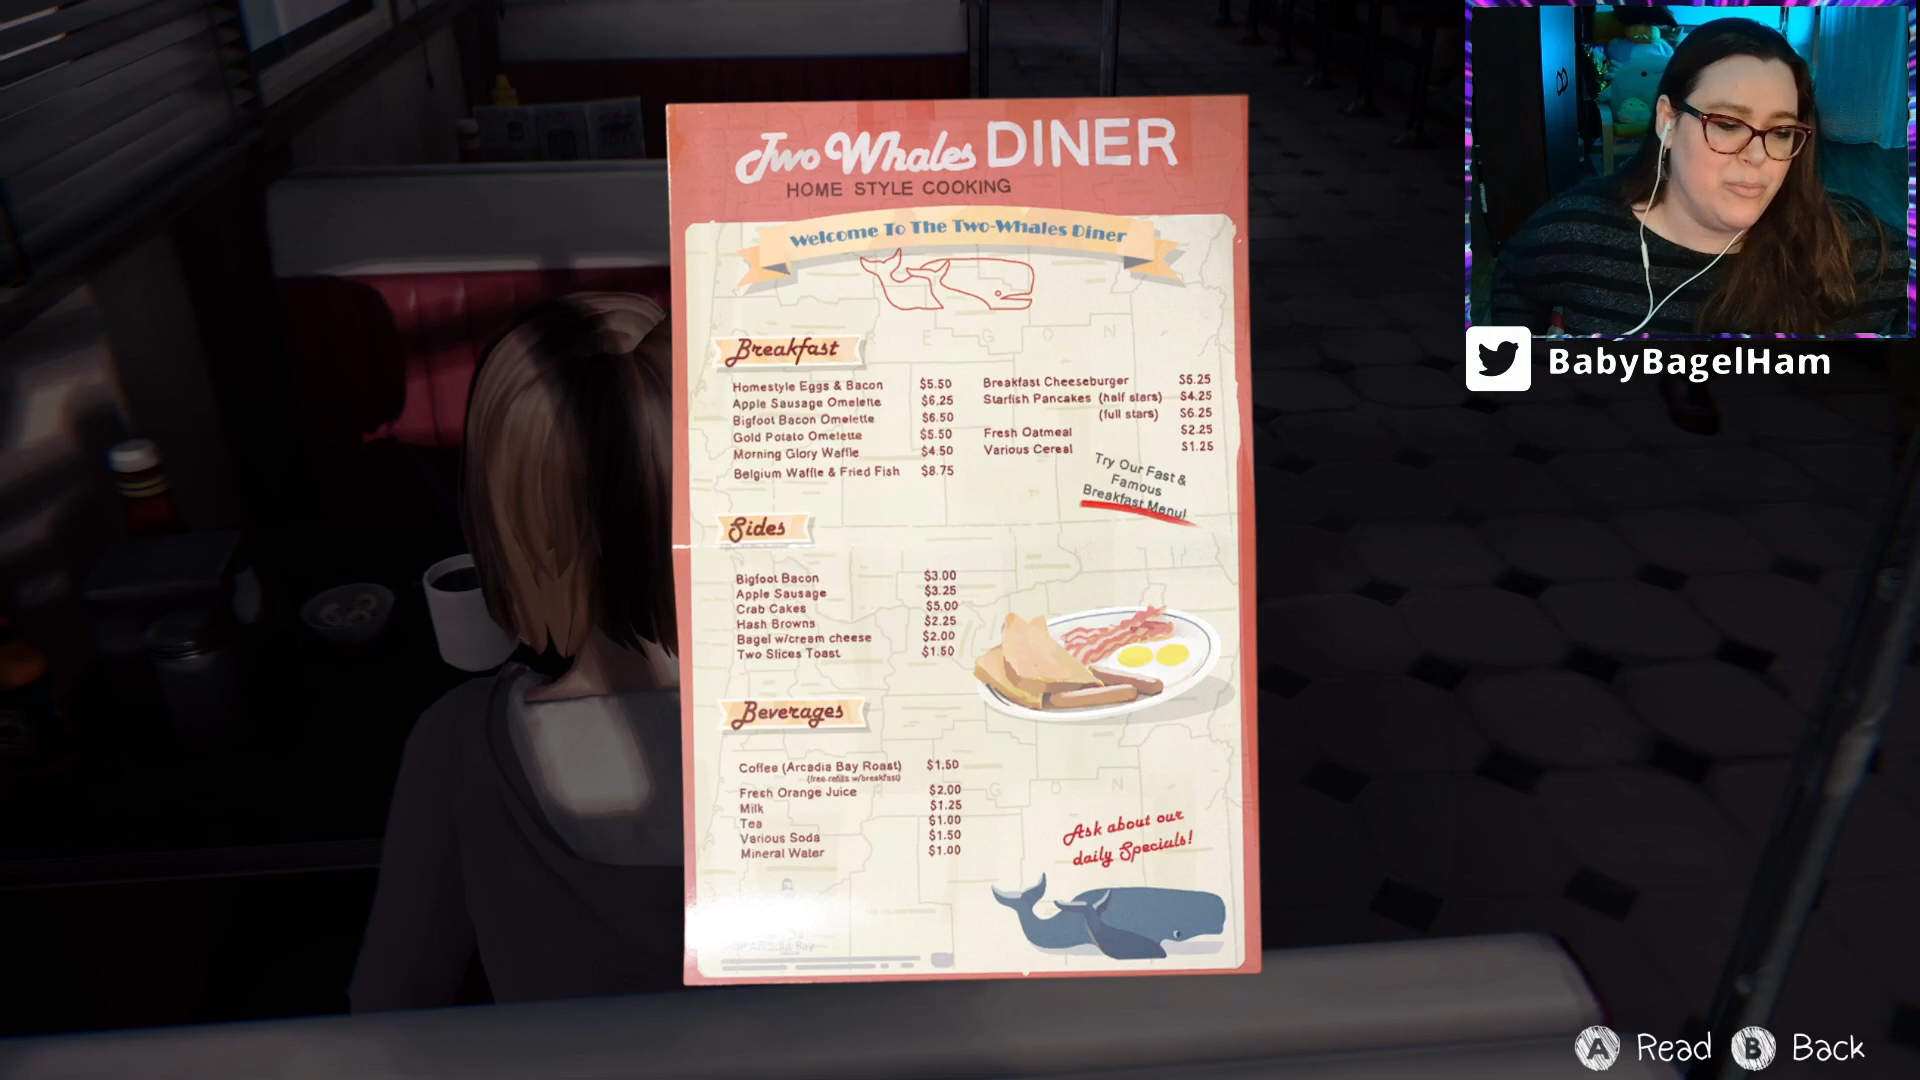 Two Whales DINER
HOME STYLE COOKING
Welcome To The Two-Whales Diner
Breakfast
Homestyle Eggs & Bacon $5.50
Apple Sausage Omelette $6.25
Bigfoot Bacon Omelette $6.50
Gold Potato Omelette $5.50
Morning Glory Waffle $4.50
Belgium Waffle & Fried Fish $8.75
Breakfast Cheeseburger $5.25
Starfish Pancakes (half stars) $4.25
(full stars) $6.25
Fresh Oatmeal $2.25
Various Cereal $1.25
Try Our Fast &
Famous
Breakfast Menu!
Sides
Bigfoot Bacon $3.00
Apple Sausage $3.25
Crab Cakes $5.00
Hash Browns $2.25
Bagel w/cream cheese $2.00
Two Slices Toast $1.50
Beverages
Coffee (Arcadia Bay Roast) $1.50
(free refills w/breakfast)
Fresh Orange Juice $2.00
Milk $1.25
Tea $1.00
Various Soda $1.50
Mineral Water $1.00
Ask about our
daily Specials!
Arcadia Bay
BabyBagelHam
A Read B Back